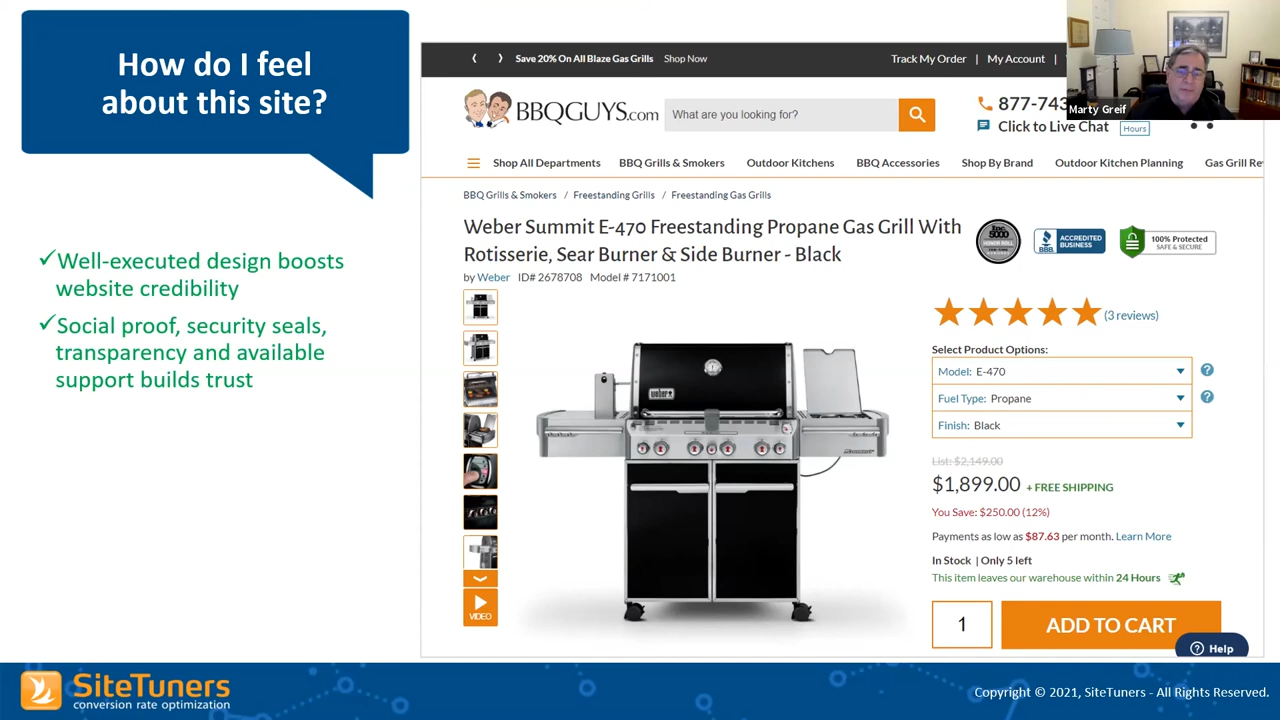 How do I feel
about this site?
✓Well-executed design boosts
website credibility
✓Social proof, security seals,
transparency and available
support builds trust
Save 20% On All Blaze Gas Grills Shop Now
Track My Order | My Account |
BBQGUYS.com
What are you looking for?
877-743
Click to Live Chat Hours
Marty Greif
Shop All Departments BBQ Grills & Smokers Outdoor Kitchens BBQ Accessories Shop By Brand Outdoor Kitchen Planning Gas Grill Re
BBQ Grills & Smokers / Freestanding Grills / Freestanding Gas Grills
Weber Summit E-470 Freestanding Propane Gas Grill With
Rotisserie, Sear Burner & Side Burner - Black
by Weber ID# 2678708 Model # 7171001
Inc.
5000
HONOR ROLL
BBB
ACCREDITED
BUSINESS
100% Protected
SAFE & SECURE
(3 reviews)
Select Product Options:
Model: E-470
Fuel Type: Propane
Finish: Black
List: $2,149.00
$1,899.00 + FREE SHIPPING
You Save: $250.00 (12%)
Payments as low as $87.63 per month. Learn More
In Stock | Only 5 left
This item leaves our warehouse within 24 Hours
1
ADD TO CART
Help
VIDEO
weber
SiteTuners
conversion rate optimization
Copyright © 2021, SiteTuners - All Rights Reserved.